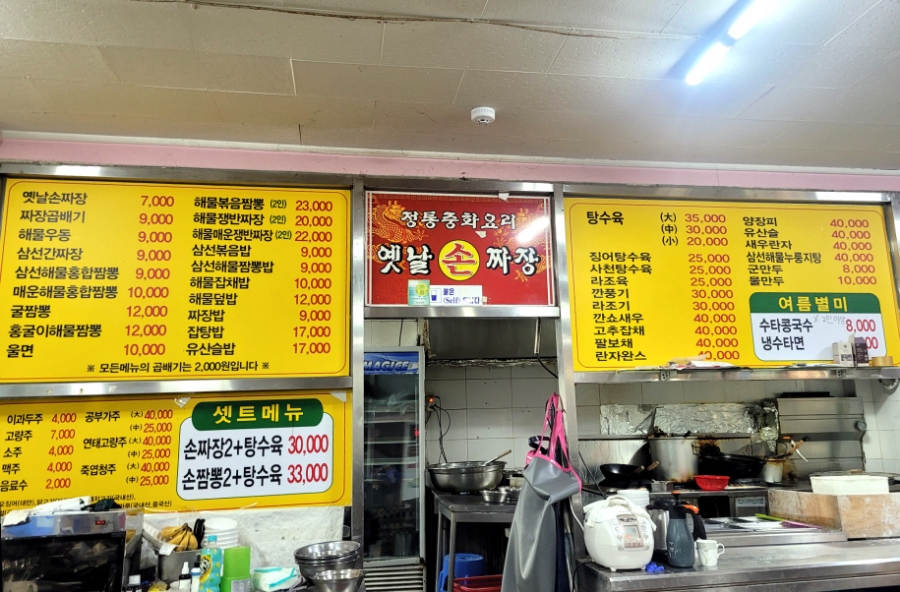 옛날손짜장 7,000
짜장곱배기 9,000
해물우동 9,000
삼선간짜장 9,000
삼선해물홍합짬뽕 9,000
매운해물홍합짬뽕 10,000
굴짬뽕 12,000
홍굴이해물짬뽕 12,000
울면 10,000
해물볶음짬뽕 (2인) 23,000
해물쟁반짜장 (2인) 20,000
해물매운쟁반짜장 (2인) 22,000
삼선볶음밥 9,000
삼선해물짬뽕밥 9,000
해물잡채밥 10,000
해물덮밥 12,000
짜장밥 9,000
잡탕밥 17,000
유산슬밥 17,000
※ 모든메뉴의 곱배기는 2,000원입니다 ※
정통중화요리
옛날 손 짜장
물은
(Self)
탕수육 (大) 35,000
(中) 30,000
(小) 20,000
징어탕수육 25,000
사천탕수육 25,000
라조육 25,000
깐풍기 30,000
라조기 30,000
깐쇼새우 40,000
고추잡채 40,000
팔보채 40,000
란자완스 40,000
양장피 40,000
유산슬 40,000
새우란자 40,000
삼선해물누룽지탕 40,000
군만두 8,000
물만두 10,000
여름별미
수타콩국수 8,000
냉수타면
이과두주 4,000
고량주 7,000
소주 4,000
맥주 4,000
음료수 2,000
공부가주 (大) 40,000
(中) 25,000
연태고량주 (大) 40,000
(中) 25,000
죽엽청주 (大) 40,000
(中) 25,000
셋트메뉴
손짜장2+탕수육 30,000
손짬뽕2+탕수육 33,000
MAGICE